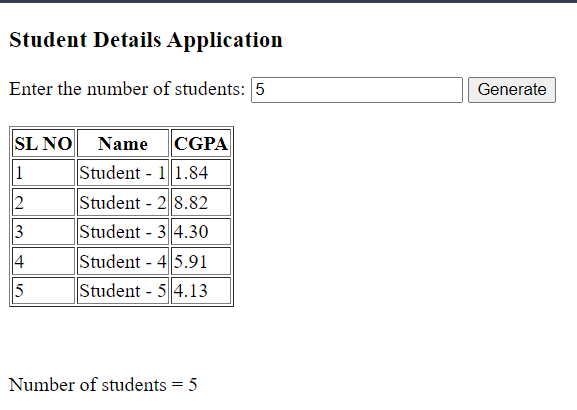 Student Details Application
Enter the number of students: 5 Generate
SL NO Name CGPA
1 Student - 1 1.84
2 Student - 2 8.82
3 Student - 3 4.30
4 Student - 4 5.91
5 Student - 5 4.13
Number of students = 5